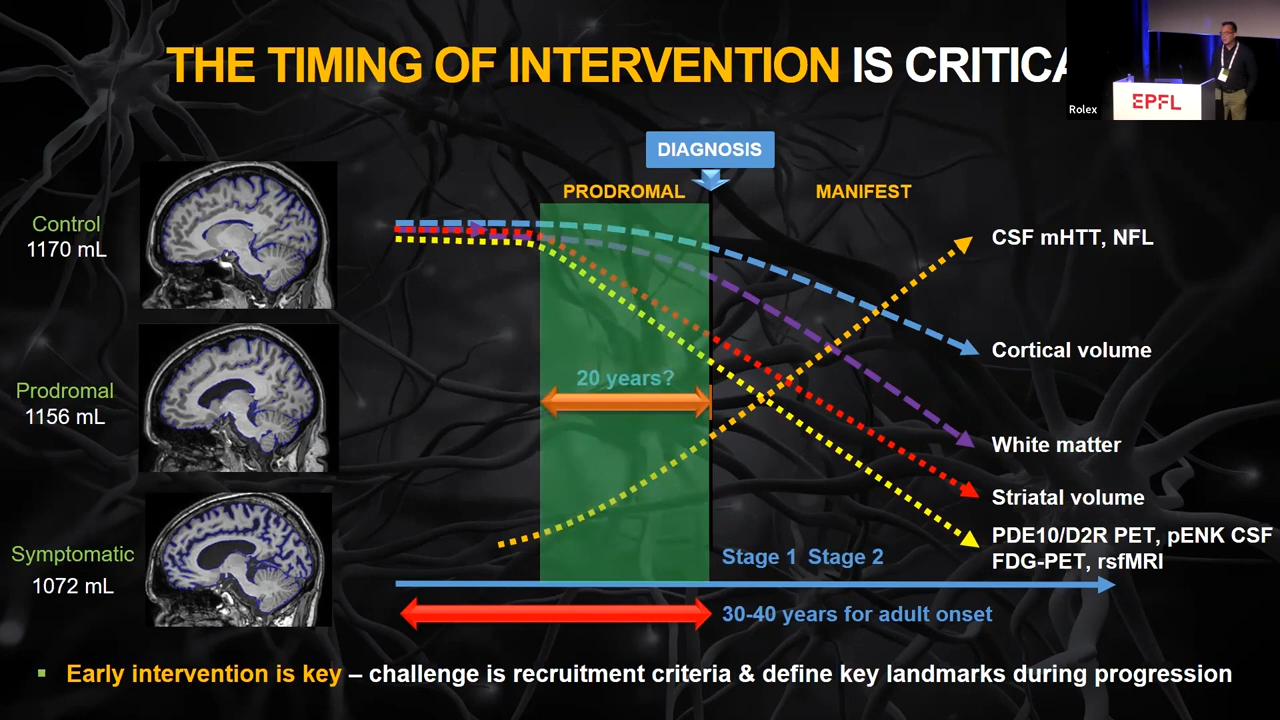 THE TIMING OF INTERVENTION IS CRITICA
Rolex
EPFL
DIAGNOSIS
PRODROMAL
MANIFEST
Control
1170 mL
CSF mHTT, NFL
Cortical volume
20 years?
Prodromal
1156 mL
White matter
Striatal volume
PDE10/D2R PET, pENK CSF
FDG-PET, rsfMRI
Symptomatic
1072 mL
Stage 1 Stage 2
30-40 years for adult onset
▪ Early intervention is key – challenge is recruitment criteria & define key landmarks during progression